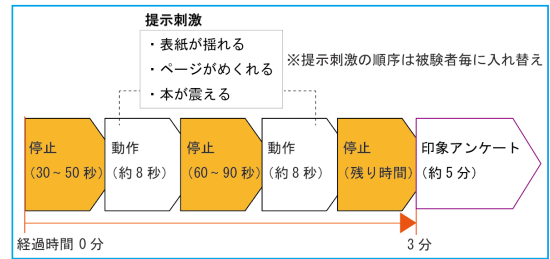 提示刺激
・表紙が揺れる
・ページがめくれる
・本が震える
※提示刺激の順序は被験者毎に入れ替え
停止
(30~50秒)
動作
(約8秒)
停止
(60~90秒)
動作
(約8秒)
停止
(残り時間)
印象アンケート
(約5分)
経過時間 0分
3分